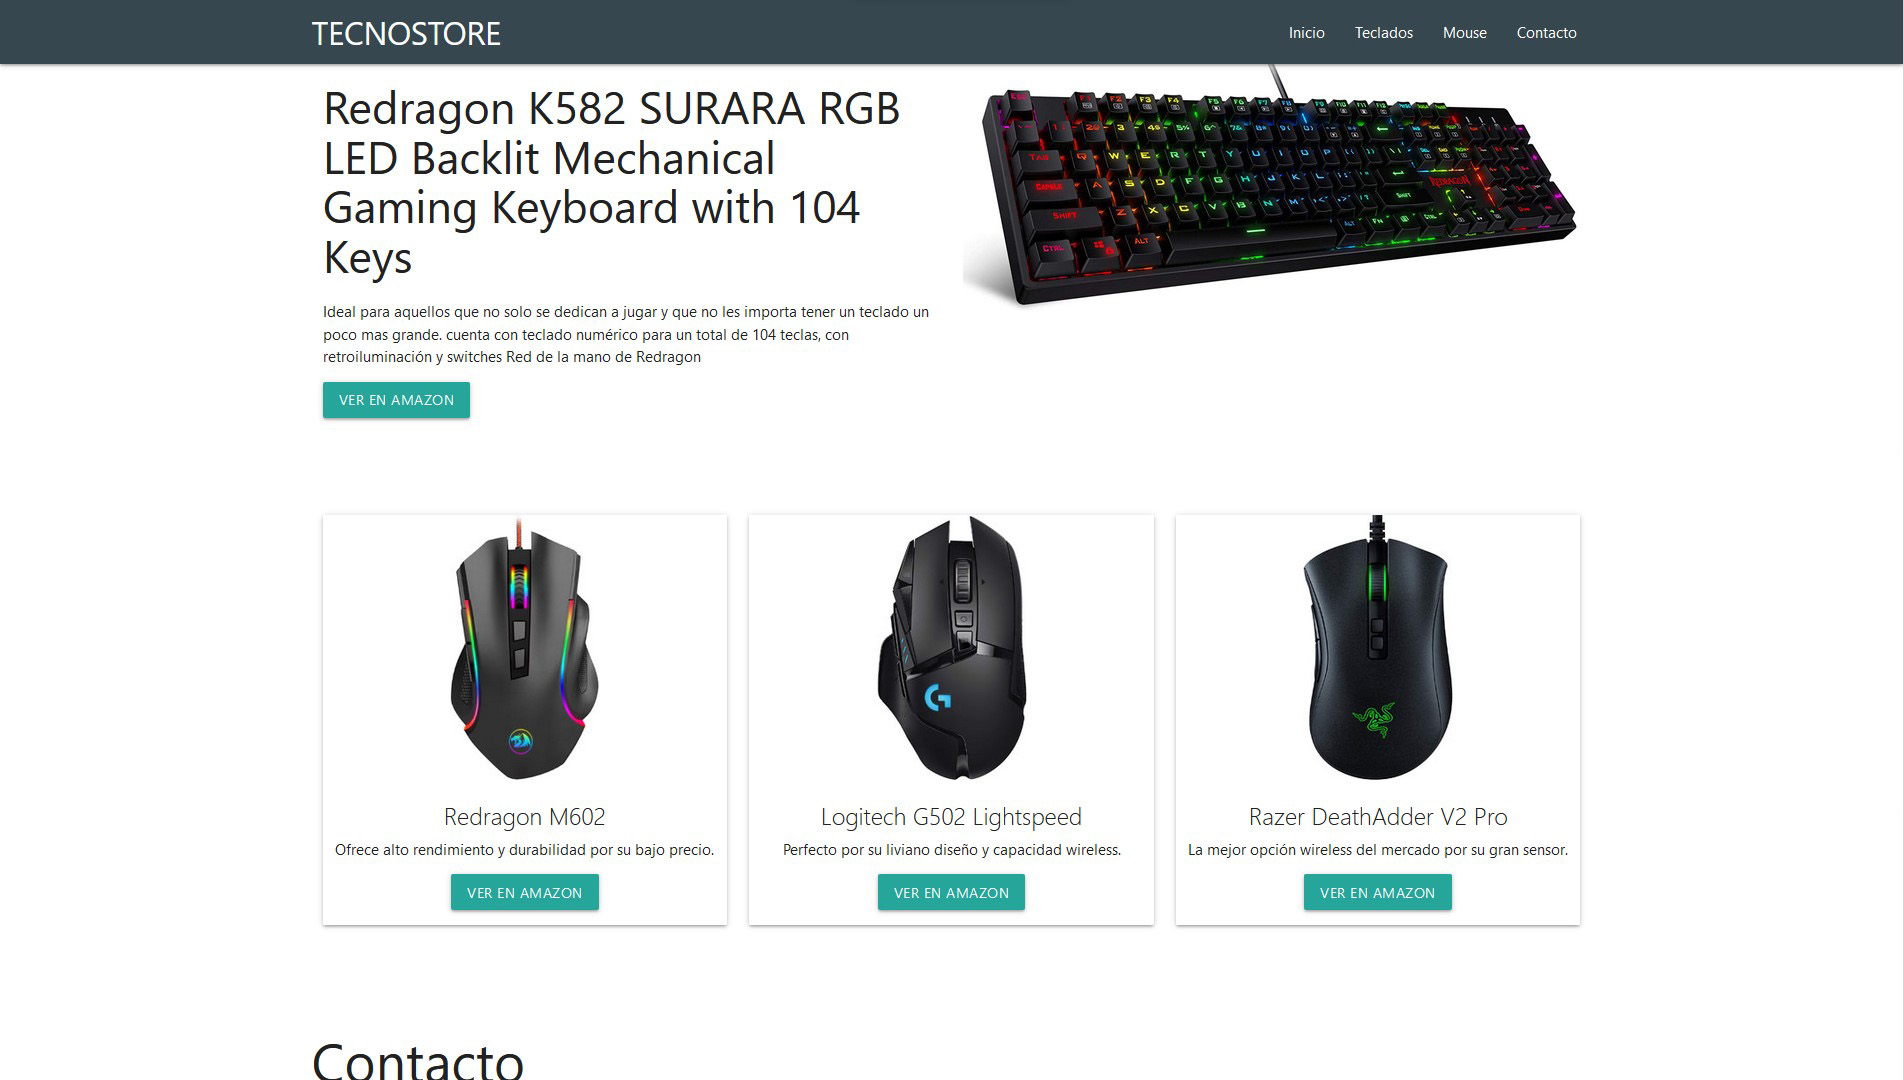 TECNOSTORE
Inicio Teclados Mouse Contacto
Redragon K582 SURARA RGB
LED Backlit Mechanical
Gaming Keyboard with 104
Keys
Ideal para aquellos que no solo se dedican a jugar y que no les importa tener un teclado un
poco mas grande. cuenta con teclado numérico para un total de 104 teclas, con
retroiluminación y switches Red de la mano de Redragon
VER EN AMAZON
Redragon M602
Ofrece alto rendimiento y durabilidad por su bajo precio.
VER EN AMAZON
Logitech G502 Lightspeed
Perfecto por su liviano diseño y capacidad wireless.
VER EN AMAZON
Razer DeathAdder V2 Pro
La mejor opción wireless del mercado por su gran sensor.
VER EN AMAZON
Contacto